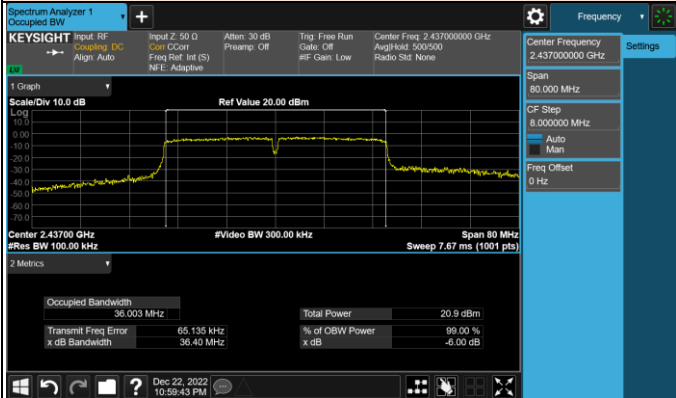 Spectrum Analyzer 1
Occupied BW
Frequency
KEYSIGHT
Input: RF
Coupling: DC
Align: Auto
Input Z: 50 Ω
Corr CCorr
Freq Ref: Int (S)
NFE: Adaptive
Atten: 30 dB
Preamp: Off
Trig: Free Run
Gate: Off
#IF Gain: Low
Center Freq: 2.437000000 GHz
Avg|Hold: 500/500
Radio Std: None
Center Frequency
2.437000000 GHz
Settings
Span
80.000 MHz
CF Step
8.000000 MHz
Auto
Man
Freq Offset
0 Hz
1 Graph
Scale/Div 10.0 dB
Ref Value 20.00 dBm
Log
10.0
0.00
-10.0
-20.0
-30.0
-40.0
-50.0
-60.0
-70.0
Center 2.43700 GHz
#Video BW 300.00 kHz
Span 80 MHz
#Res BW 100.00 kHz
Sweep 7.67 ms (1001 pts)
2 Metrics
Occupied Bandwidth
36.003 MHz
Total Power 20.9 dBm
Transmit Freq Error 65.135 kHz
% of OBW Power 99.00 %
x dB Bandwidth 36.40 MHz
x dB -6.00 dB
Dec 22, 2022
10:59:43 PM